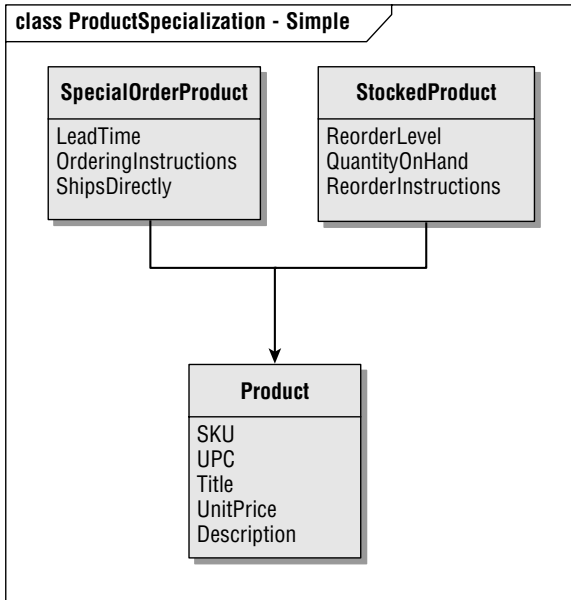 class ProductSpecialization - Simple
SpecialOrderProduct
LeadTime
OrderingInstructions
ShipsDirectly
StockedProduct
ReorderLevel
QuantityOnHand
ReorderInstructions
Product
SKU
UPC
Title
UnitPrice
Description